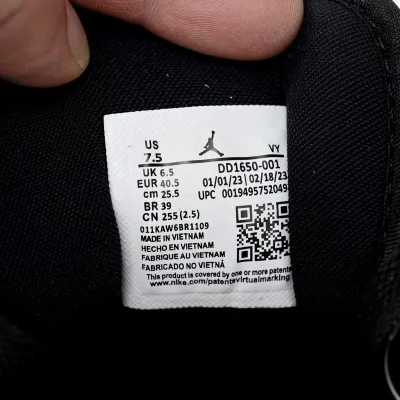 US VY
7.5
UK 6.5 DD1650-001
EUR 40.5 01/01/23 | 02/18/23
cm 25.5 UPC 0019495752049
BR 39
CN 255 (2.5)
011KAW6BR1109
MADE IN VIETNAM
HECHO EN VIETNAM
FABRIQUE AU VIETNAM
FABRICADO NO VIETNÃ
This product is covered by one or more patents
www.nike.com/patentsvirtualmarking